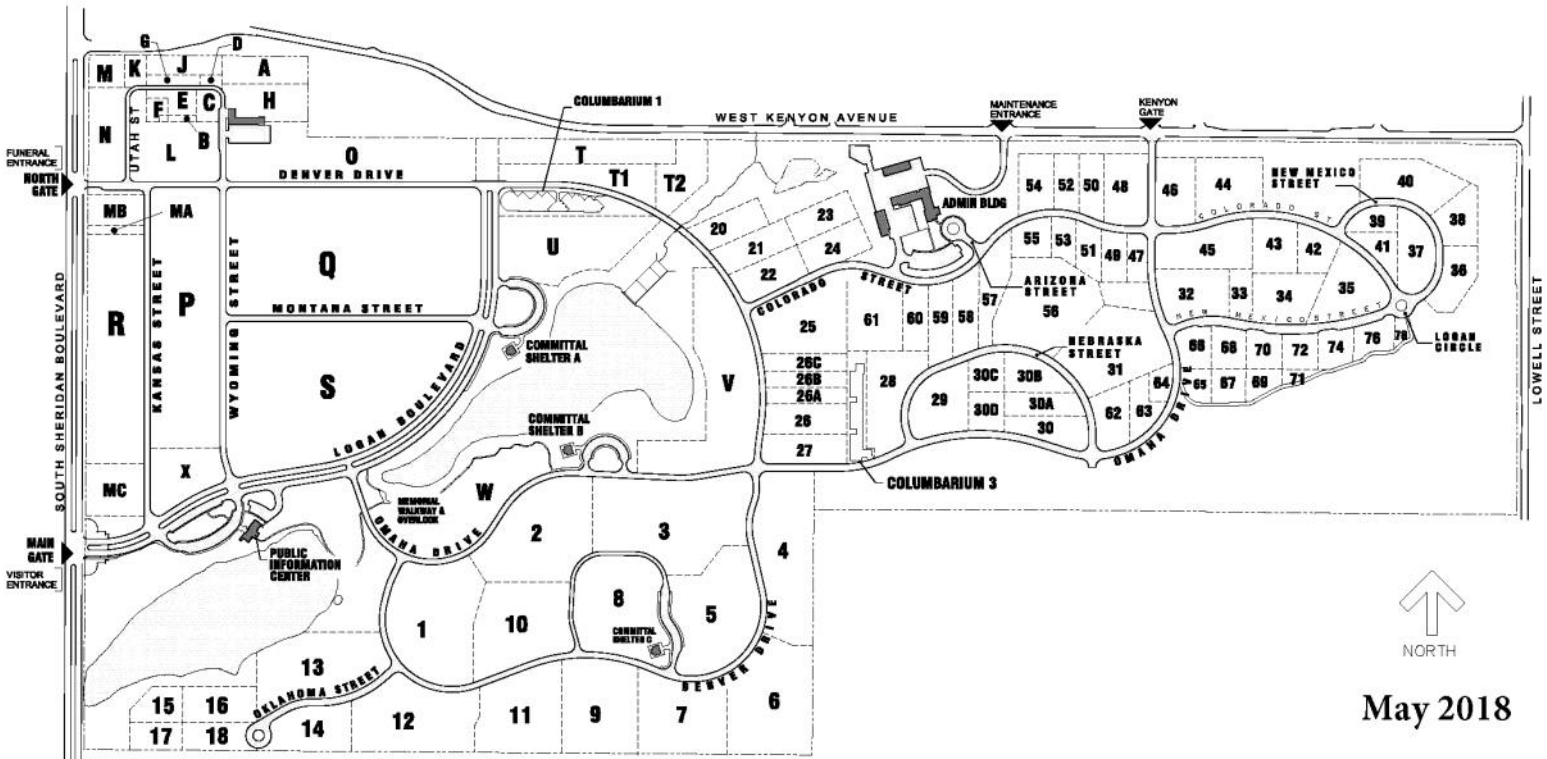 G
D
M
K
J
A
E
C
H
F
B
N
L
UTAH ST
COLUMBARIUM 1
WEST KENYON AVENUE
MAINTENANCE
ENTRANCE
KENYON
GATE
FUNERAL
ENTRANCE
NORTH
GATE
O
DENVER DRIVE
T
T1
T2
MB
MA
ADMIN BLDG
54
52
50
48
46
44
NEW MEXICO
STREET
40
COLORADO ST
39
38
20
23
21
24
22
55
53
51
49
47
45
43
42
41
37
36
R
KANSAS STREET
P
WYOMING STREET
Q
U
MONTANA STREET
COLORADO STREET
ARIZONA
STREET
57
56
32
33
34
35
NEW MEXICO STREET
LOGAN
CIRCLE
SOUTH SHERIDAN BOULEVARD
LOWELL STREET
S
LOGAN BOULEVARD
COMMITTAL
SHELTER A
V
25
61
60
59
58
NEBRASKA
STREET
31
66
68
70
72
74
76
78
26C
26B
26A
26
27
28
29
30C
30B
30D
30A
30
62
63
64
65
67
69
71
OMAHA DRIVE
COMMITTAL
SHELTER B
X
MC
W
MEMORIAL
WALKWAY &
OVERLOOK
OMAHA DRIVE
COLUMBARIUM 3
MAIN
GATE
VISITOR
ENTRANCE
PUBLIC
INFORMATION
CENTER
2
3
4
1
10
8
COMMITTAL
SHELTER C
5
DENVER DRIVE
13
OKLAHOMA STREET
15
16
17
18
14
12
11
9
7
6
NORTH
May 2018